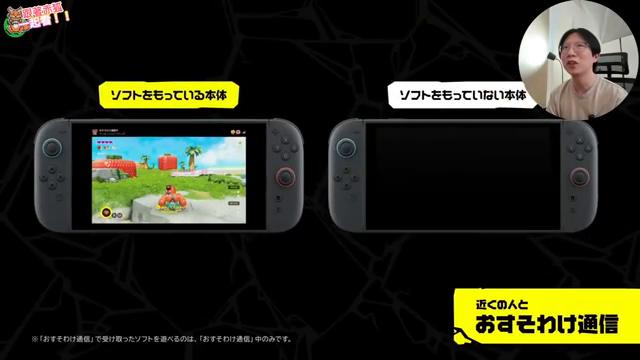 ソフトをもっている本体
ソフトをもっていない本体
近くの人と
おすそわけ通信
※「おすそわけ通信」で受け取ったソフトを遊べるのは、「おすそわけ通信」中のみです。